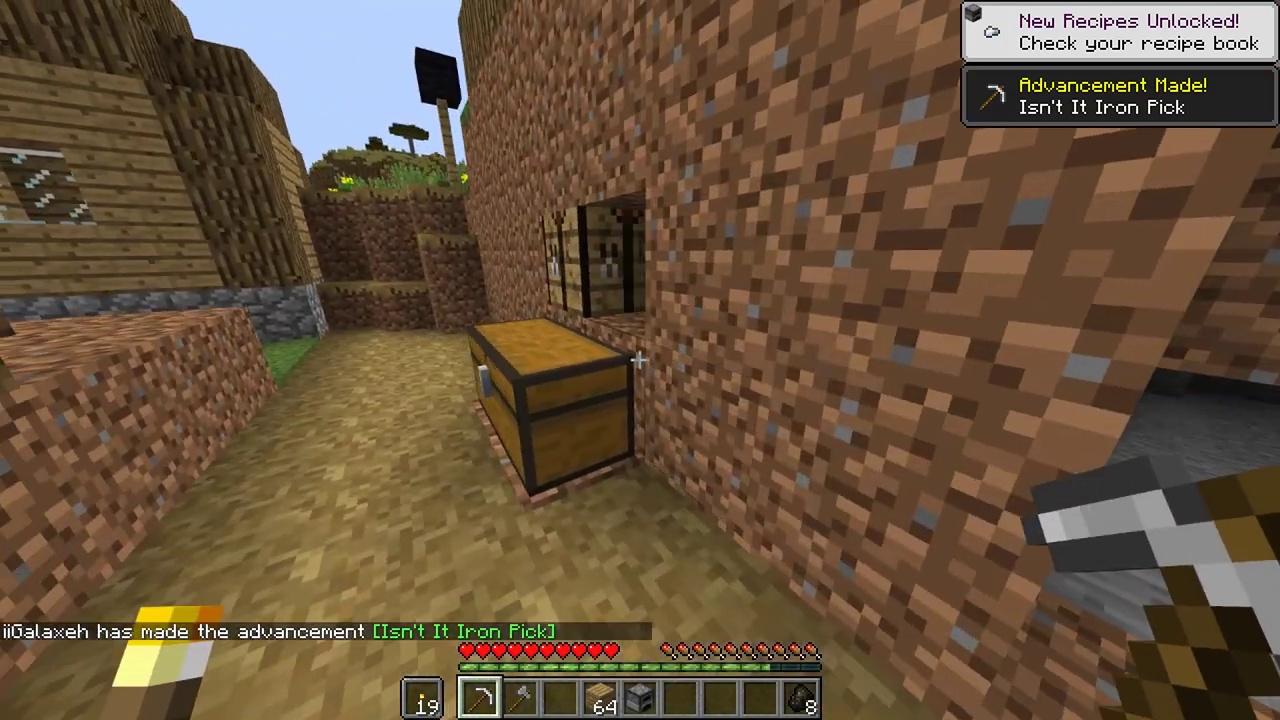 New Recipes Unlocked!
Check your recipe book
Advancement Made!
Isn't It Iron Pick
iiGalaxeh has made the advancement [Isn't It Iron Pick]
19
64
8